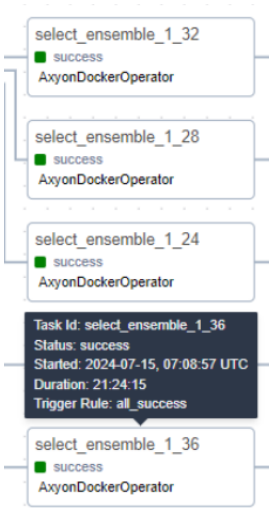 select_ensemble_1_32
success
AxyonDockerOperator
select_ensemble_1_28
success
AxyonDockerOperator
select_ensemble_1_24
success
AxyonDockerOperator
Task Id: select_ensemble_1_36
Status: success
Started: 2024-07-15, 07:08:57 UTC
Duration: 21:24:15
Trigger Rule: all_success
select_ensemble_1_36
success
AxyonDockerOperator